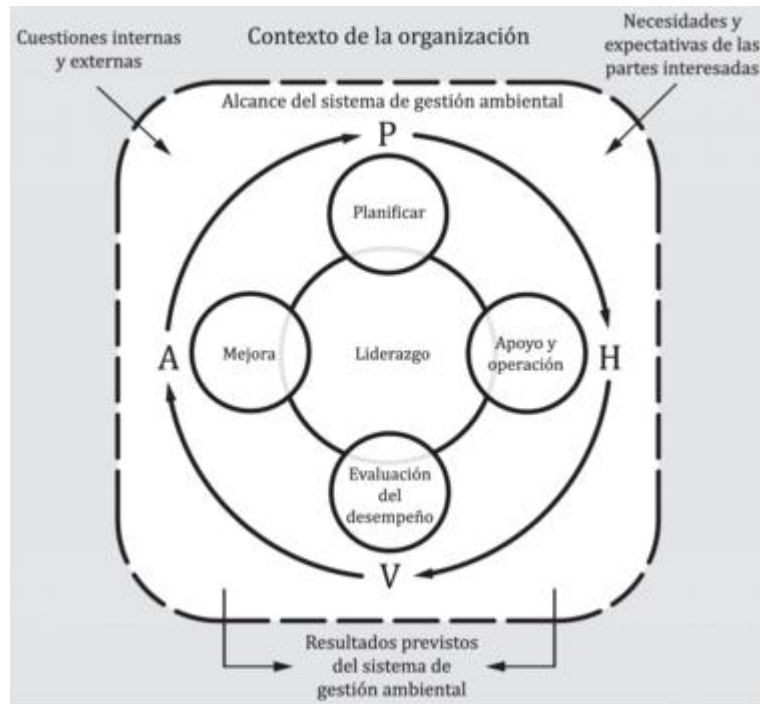 Cuestiones internas
y externas
Contexto de la organización
Necesidades y
expectativas de las
partes interesadas
Alcance del sistema de gestión ambiental
P
Planificar
A
Mejora
Liderazgo
Apoyo y
operación
H
Evaluación
del
desempeño
V
Resultados previstos
del sistema de
gestión ambiental